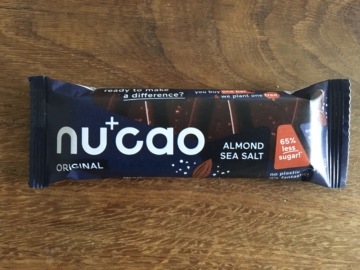 ready to make
a difference?
you buy one bar,
& we plant one tree
nu+cao
ORIGINAL
ALMOND
SEA SALT
65%
less
sugar!
no plastic